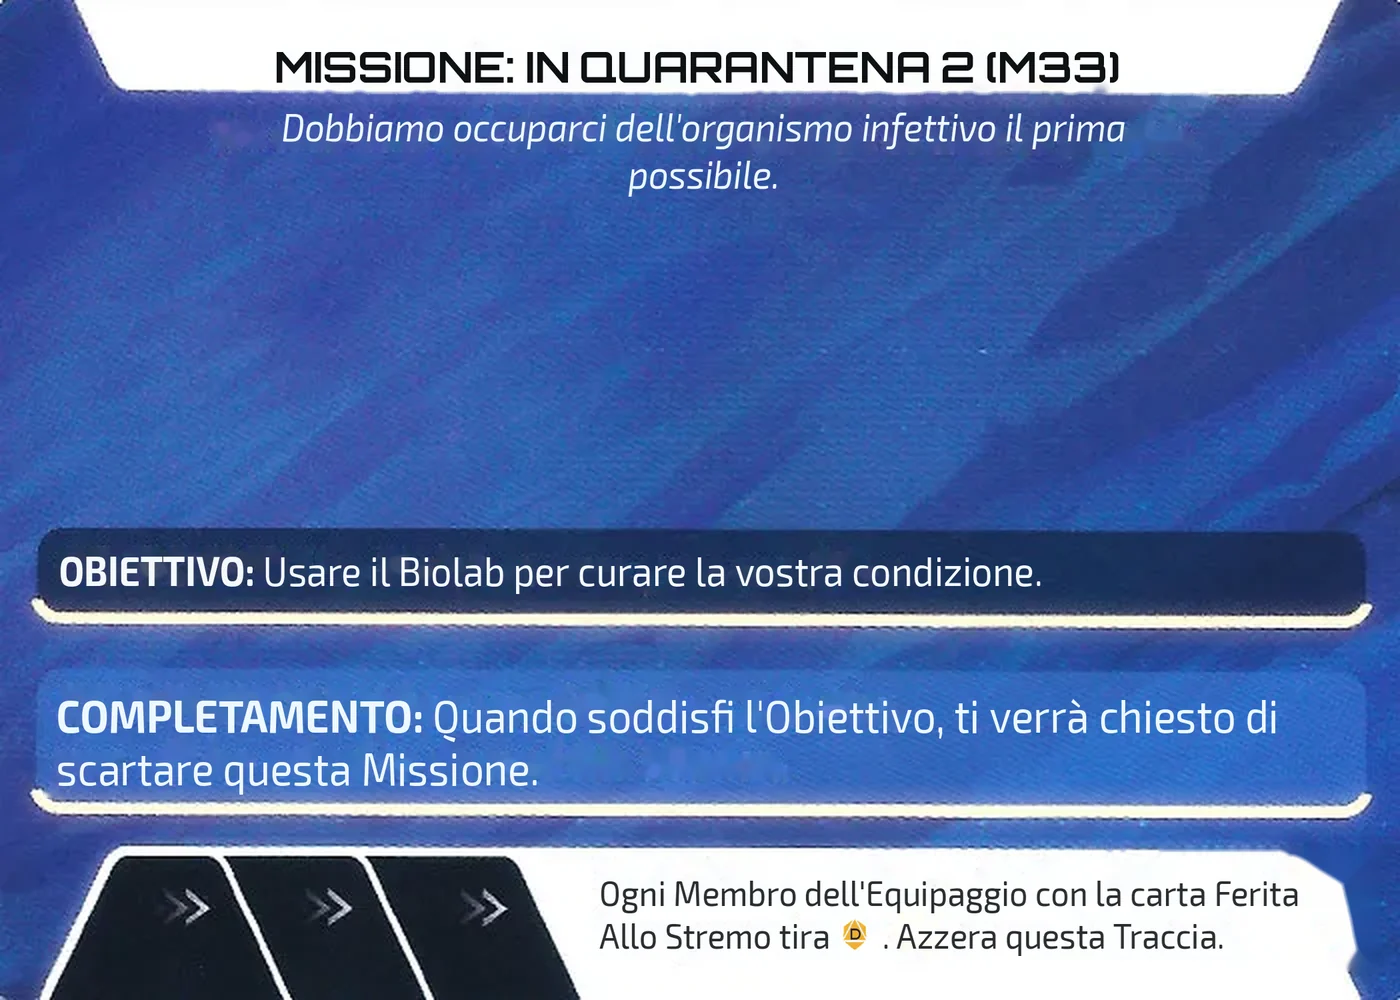 MISSIONE: IN QUARANTENA 2 (M33)
Dobbiamo occuparci dell'organismo infettivo il prima
possibile.
OBIETTIVO: Usare il Biolab per curare la vostra condizione.
COMPLETAMENTO: Quando soddisfi l'Obiettivo, ti verrà chiesto di
scartare questa Missione.
Ogni Membro dell'Equipaggio con la carta Ferita
Allo Stremo tira D . Azzera questa Traccia.